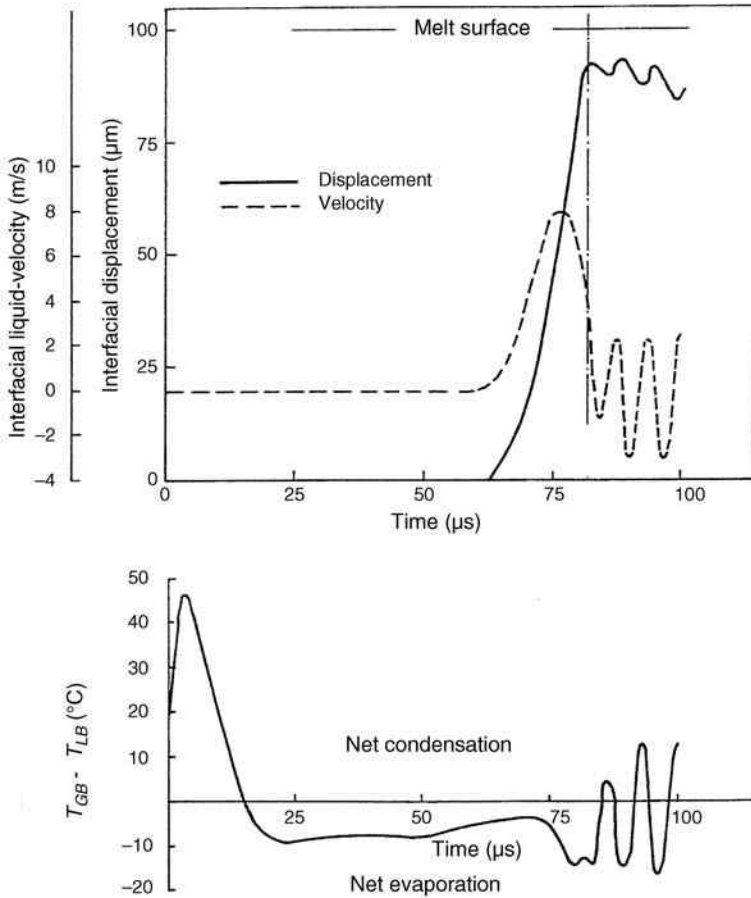 Melt surface
100
75
50
25
0
Interfacial displacement (µm)
10
8
6
4
2
0
−2
−4
Interfacial liquid-velocity (m/s)
Displacement
Velocity
0
25
50
75
100
Time (µs)
50
40
30
20
10
−10
−20
T_GB - T_LB (°C)
Net condensation
25
50
75
100
Time (µs)
Net evaporation